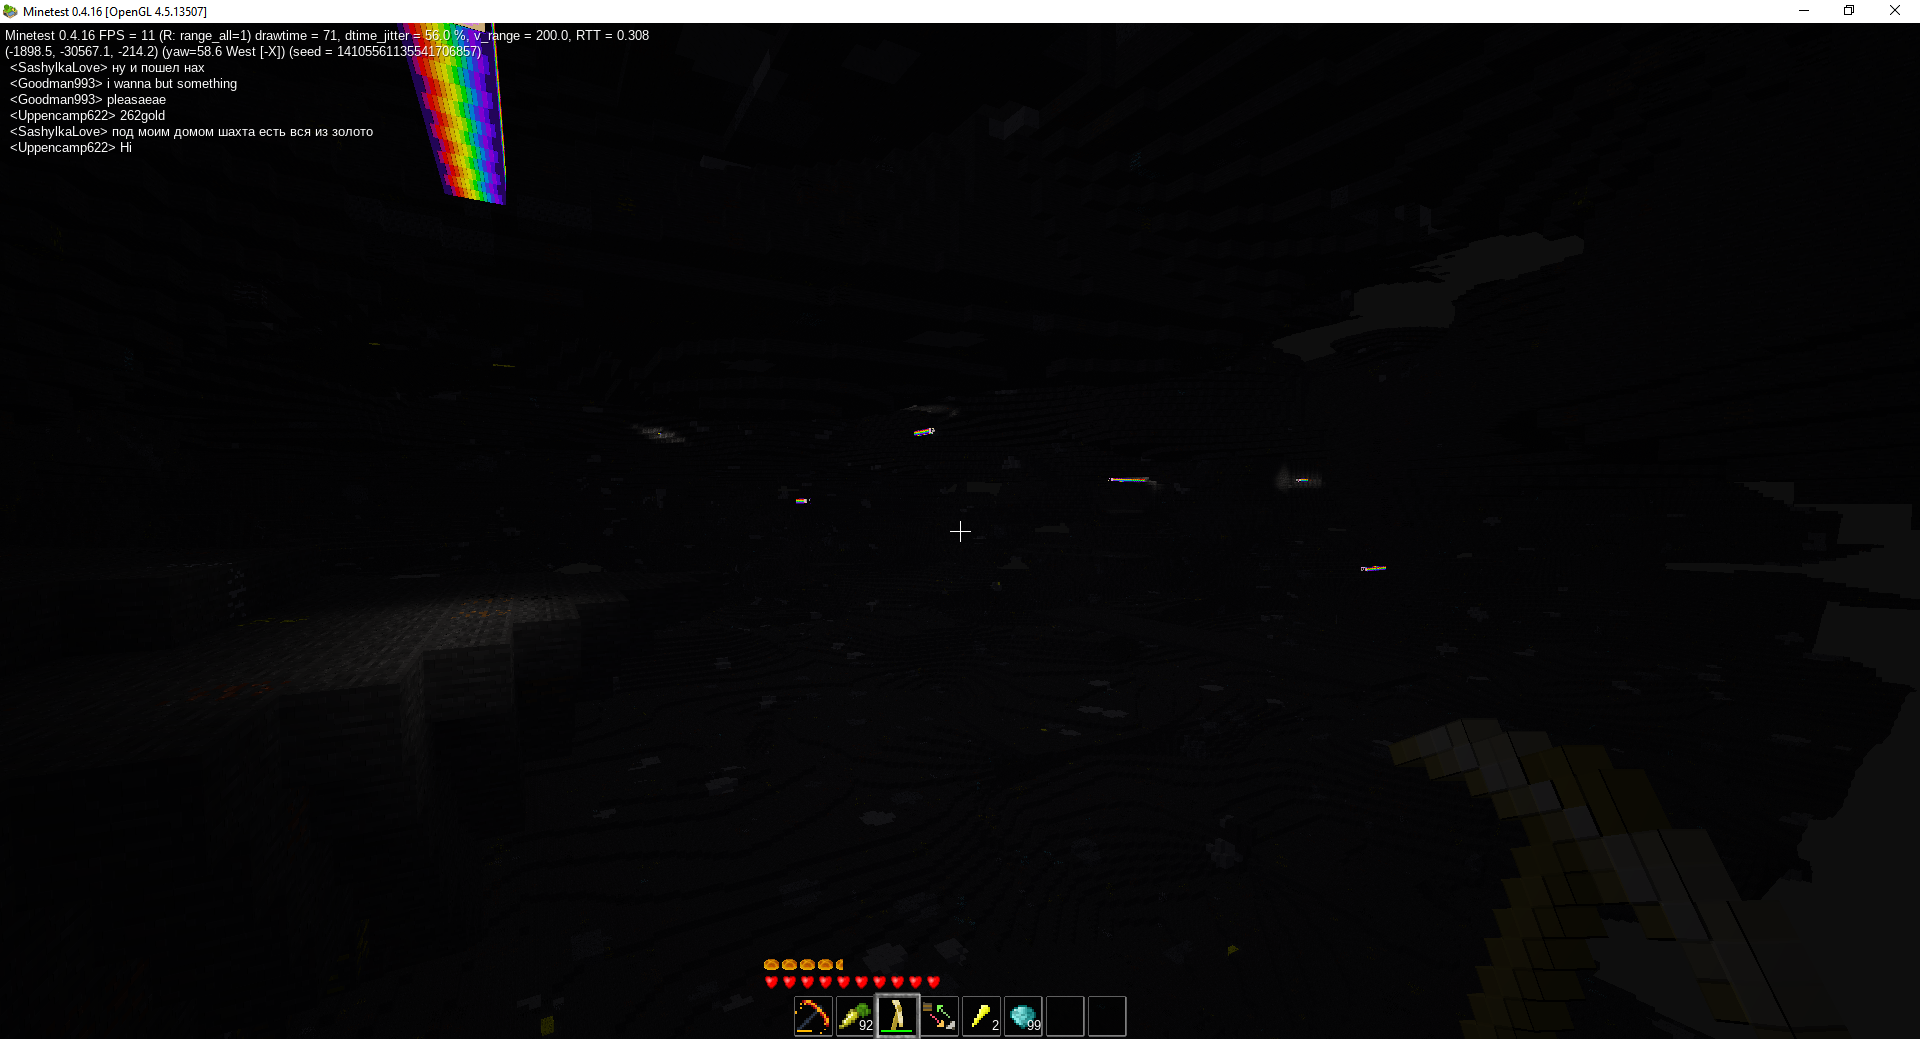 Minetest 0.4.16 [OpenGL 4.5.13507]
Minetest 0.4.16 FPS = 11 (R: range_all=1) drawtime = 71, dtime_jitter = 56.0 %, v_range = 200.0, RTT = 0.308
(-1898.5, -30567.1, -214.2) (yaw=58.6 West [-X]) (seed = 14105561135541706857)
<SashylkaLove> ну и пошел нах
<Goodman993> i wanna but something
<Goodman993> pleasaeae
<Uppencamp622> 262gold
<SashylkaLove> под моим домом шахта есть вся из золото
<Uppencamp622> Hi
92 2 99